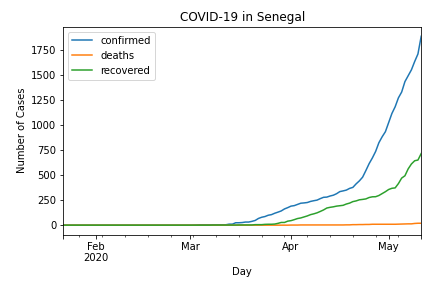 COVID-19 in Senegal
confirmed
deaths
recovered
Number of Cases
1750
1500
1250
1000
750
500
250
0
Feb
2020
Mar
Apr
May
Day